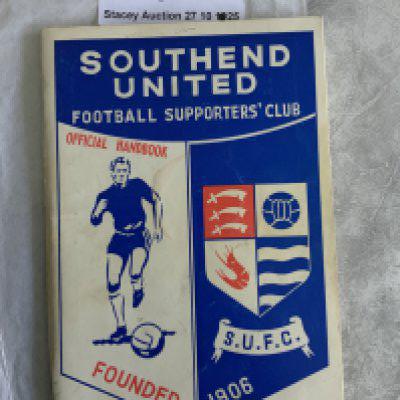 Stacey Auction 27 10
SOUTHEND
UNITED
FOOTBALL SUPPORTERS' CLUB
OFFICIAL HANDBOOK
S.U.F.C.
FOUNDED 1906